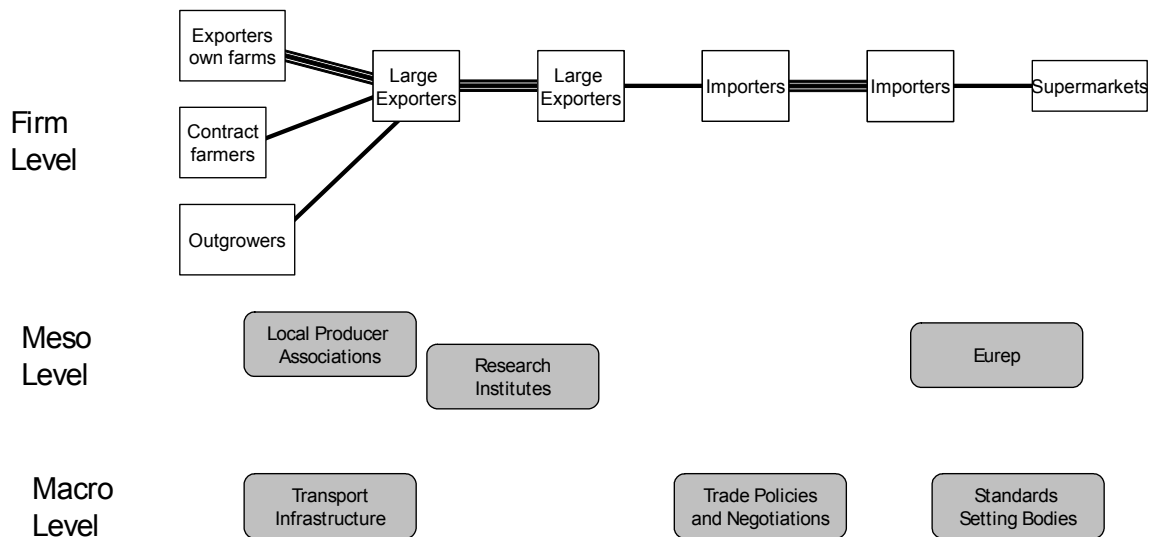 Firm
Level
Exporters
own farms
Contract
farmers
Outgrowers
Large
Exporters
Large
Exporters
Importers
Importers
Supermarkets
Meso
Level
Local Producer
Associations
Research
Institutes
Eurep
Macro
Level
Transport
Infrastructure
Trade Policies
and Negotiations
Standards
Setting Bodies